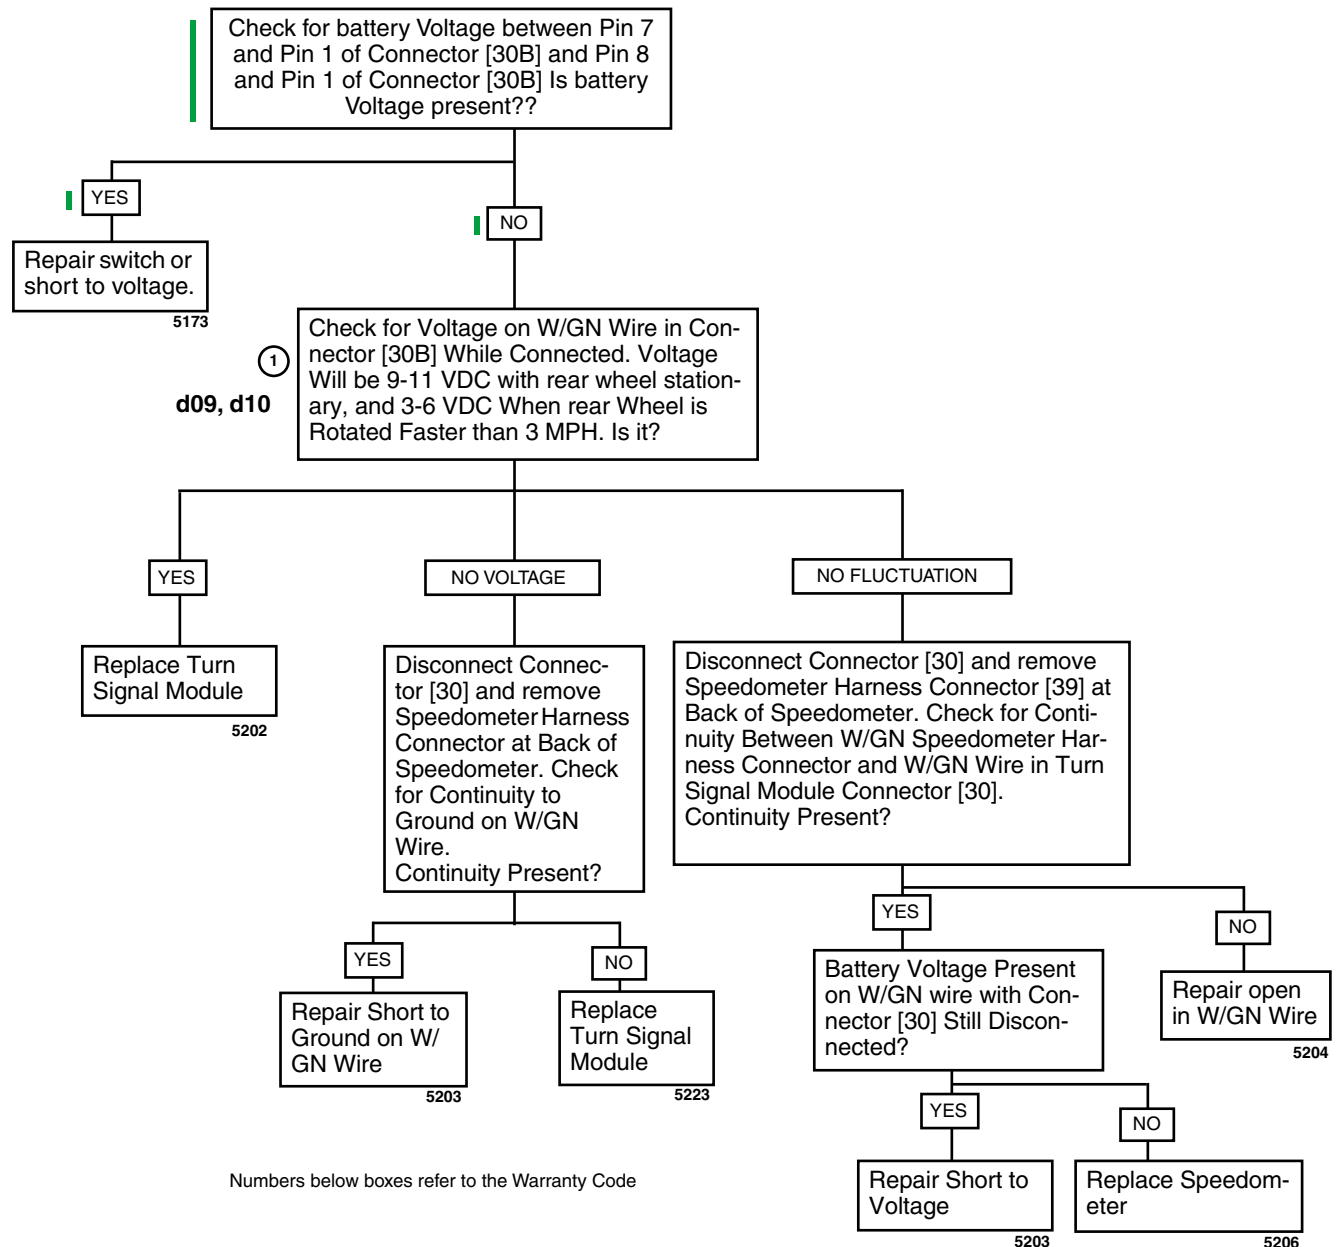 Check for battery Voltage between Pin 7
and Pin 1 of Connector [30B] and Pin 8
and Pin 1 of Connector [30B] Is battery
Voltage present??
YES
NO
Repair switch or
short to voltage.
5173
1
d09, d10
Check for Voltage on W/GN Wire in Con-
nector [30B] While Connected. Voltage
Will be 9-11 VDC with rear wheel station-
ary, and 3-6 VDC When rear Wheel is
Rotated Faster than 3 MPH. Is it?
YES
NO VOLTAGE
NO FLUCTUATION
Replace Turn
Signal Module
5202
Disconnect Connec-
tor [30] and remove
Speedometer Harness
Connector at Back of
Speedometer. Check
for Continuity to
Ground on W/GN
Wire.
Continuity Present?
Disconnect Connector [30] and remove
Speedometer Harness Connector [39] at
Back of Speedometer. Check for Conti-
nuity Between W/GN Speedometer Har-
ness Connector and W/GN Wire in Turn
Signal Module Connector [30].
Continuity Present?
YES
NO
YES
NO
Repair Short to
Ground on W/
GN Wire
5203
Replace
Turn Signal
Module
5223
Battery Voltage Present
on W/GN wire with Con-
nector [30] Still Discon-
nected?
Repair open
in W/GN Wire
5204
YES
NO
Repair Short to
Voltage
5203
Replace Speedom-
eter
5206
Numbers below boxes refer to the Warranty Code